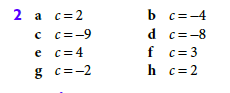 2 a c=2 b c=–4
c c=–9 d c=–8
e c=4 f c=3
g c=–2 h c=2